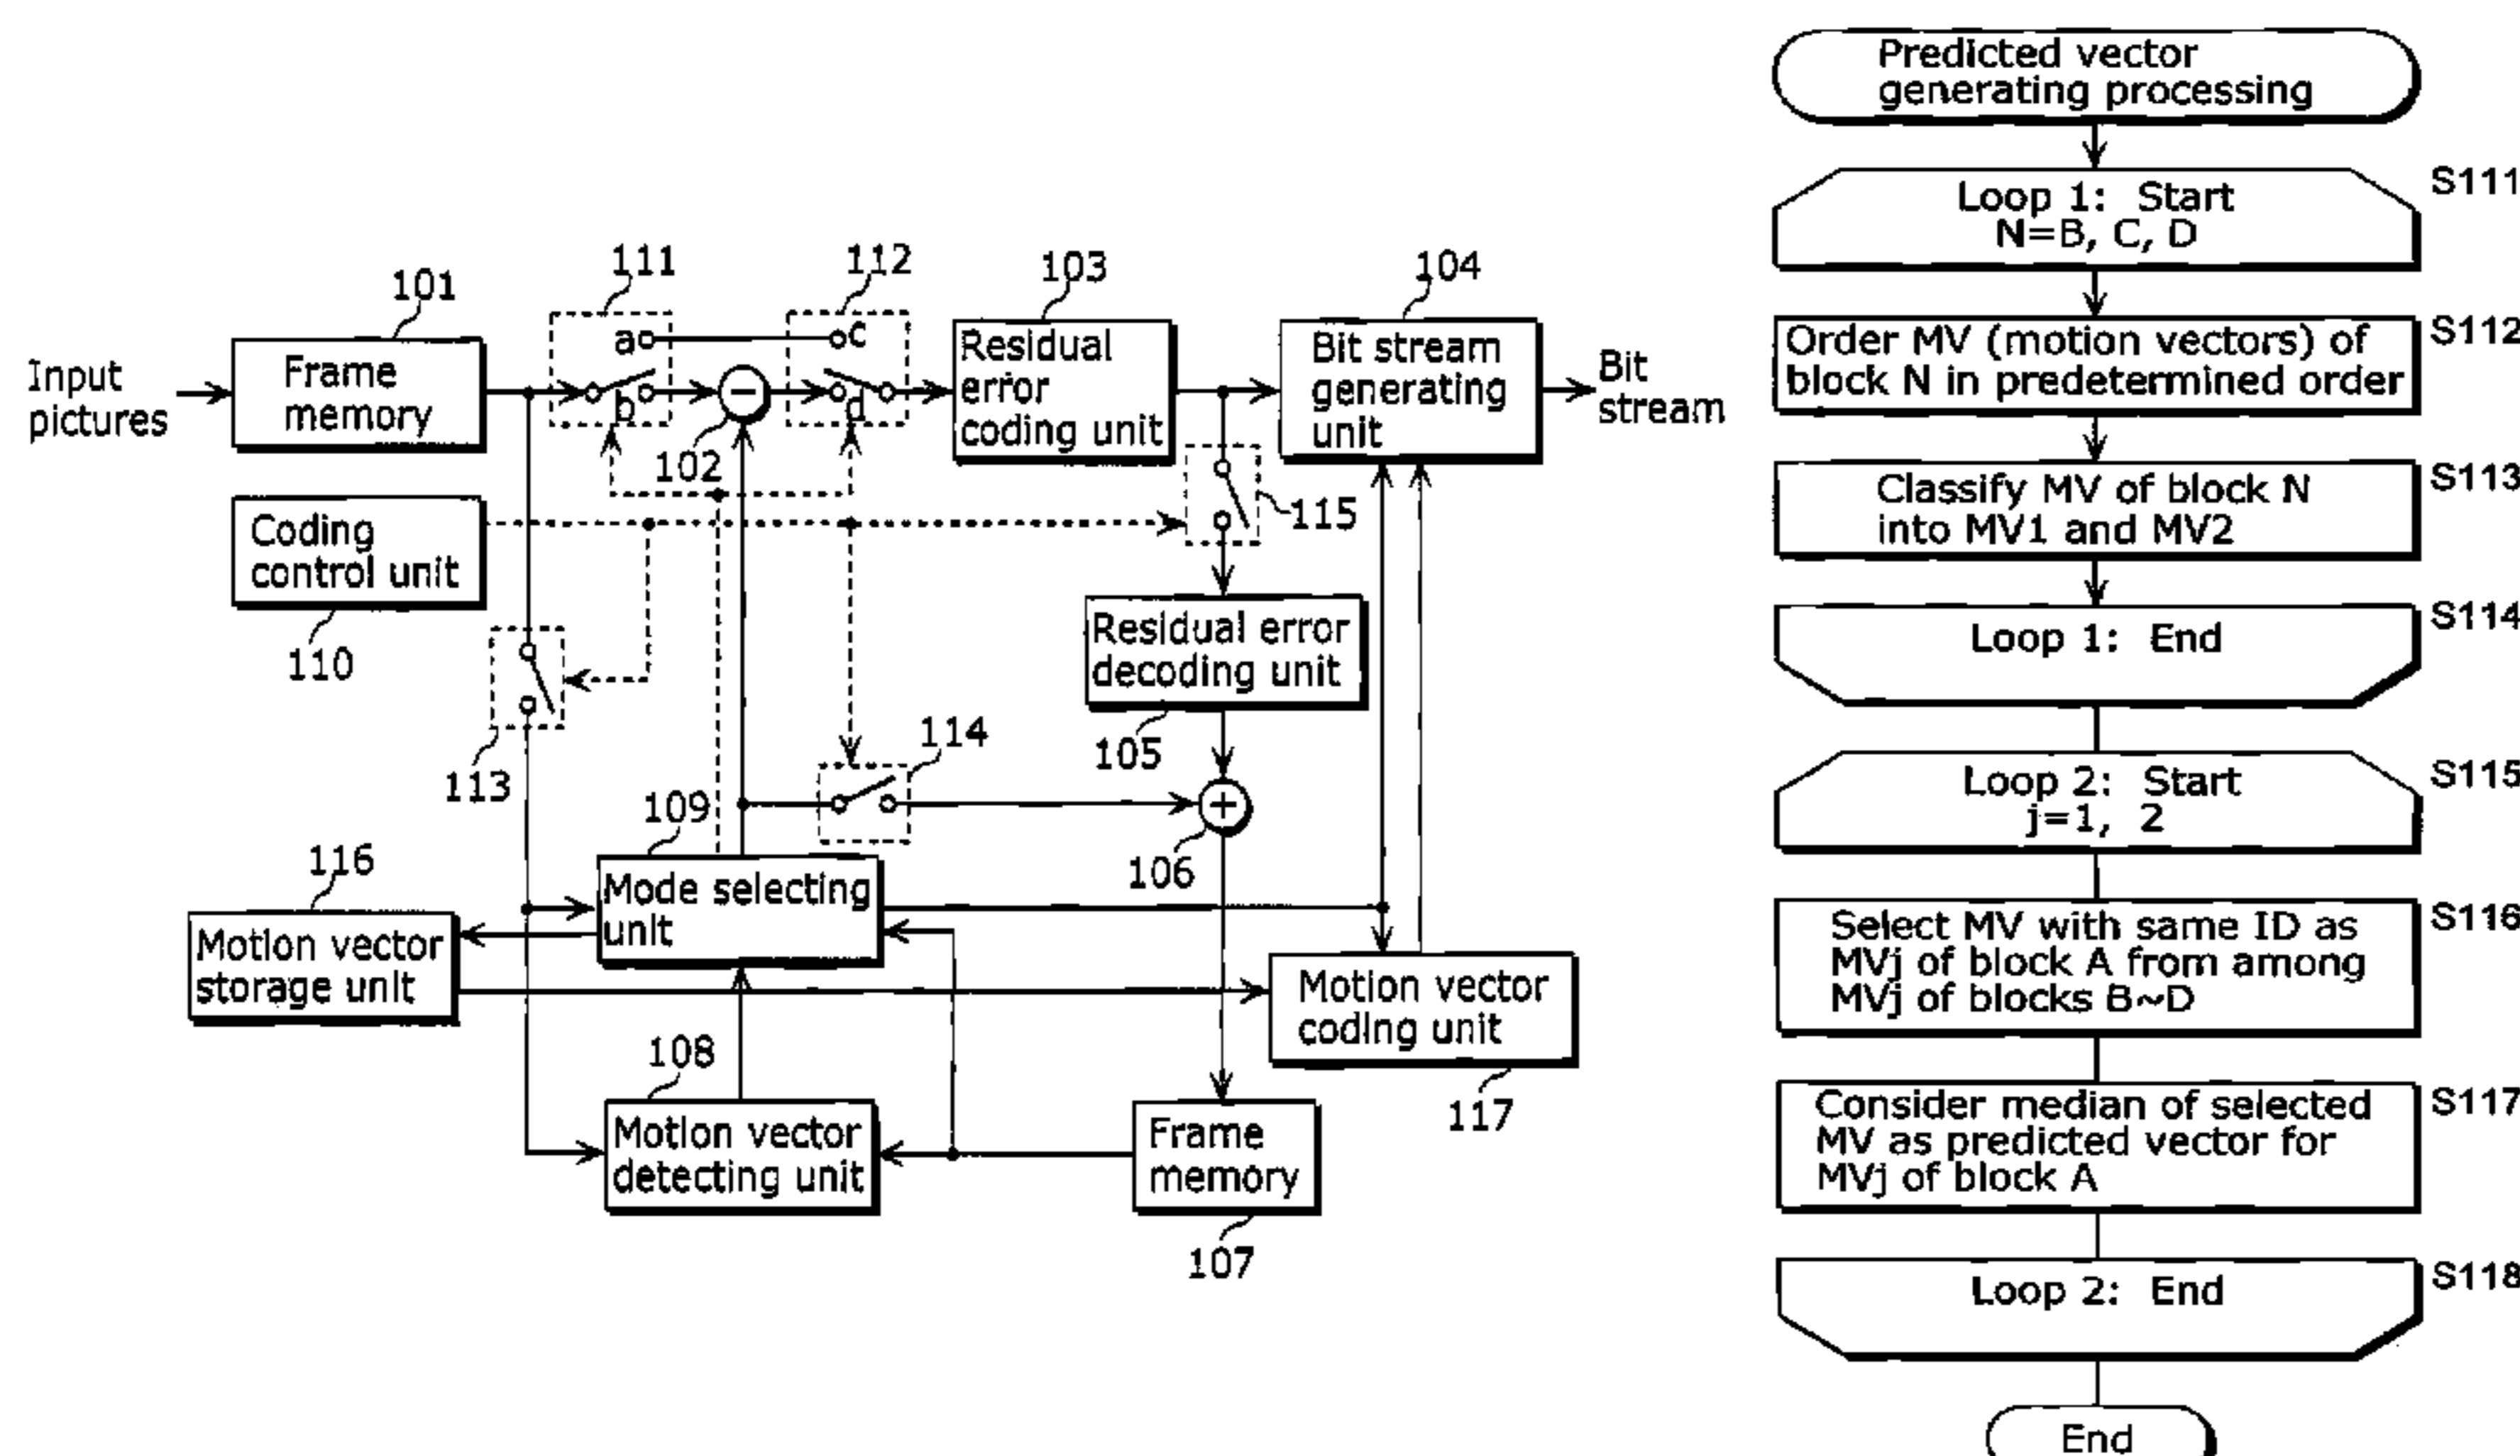 101
111
112
103
104
Input
pictures
Frame
memory
a
b
c
d
102
Residual
error
coding unit
Bit stream
generating
unit
Bit
stream
115
Coding
control unit
110
113
114
Residual error
decoding unit
105
106
116
109
Motion vector
storage unit
Mode selecting
unit
Motion vector
coding unit
117
108
Motion vector
detecting unit
Frame
memory
107
Predicted vector
generating processing
Loop 1: Start
N=B, C, D
S111
Order MV (motion vectors) of
block N in predetermined order
S112
Classify MV of block N
into MV1 and MV2
S113
Loop 1: End
S114
Loop 2: Start
j=1, 2
S115
Select MV with same ID as
MVj of block A from among
MVj of blocks B~D
S116
Consider median of selected
MV as predicted vector for
MVj of block A
S117
Loop 2: End
S118
End